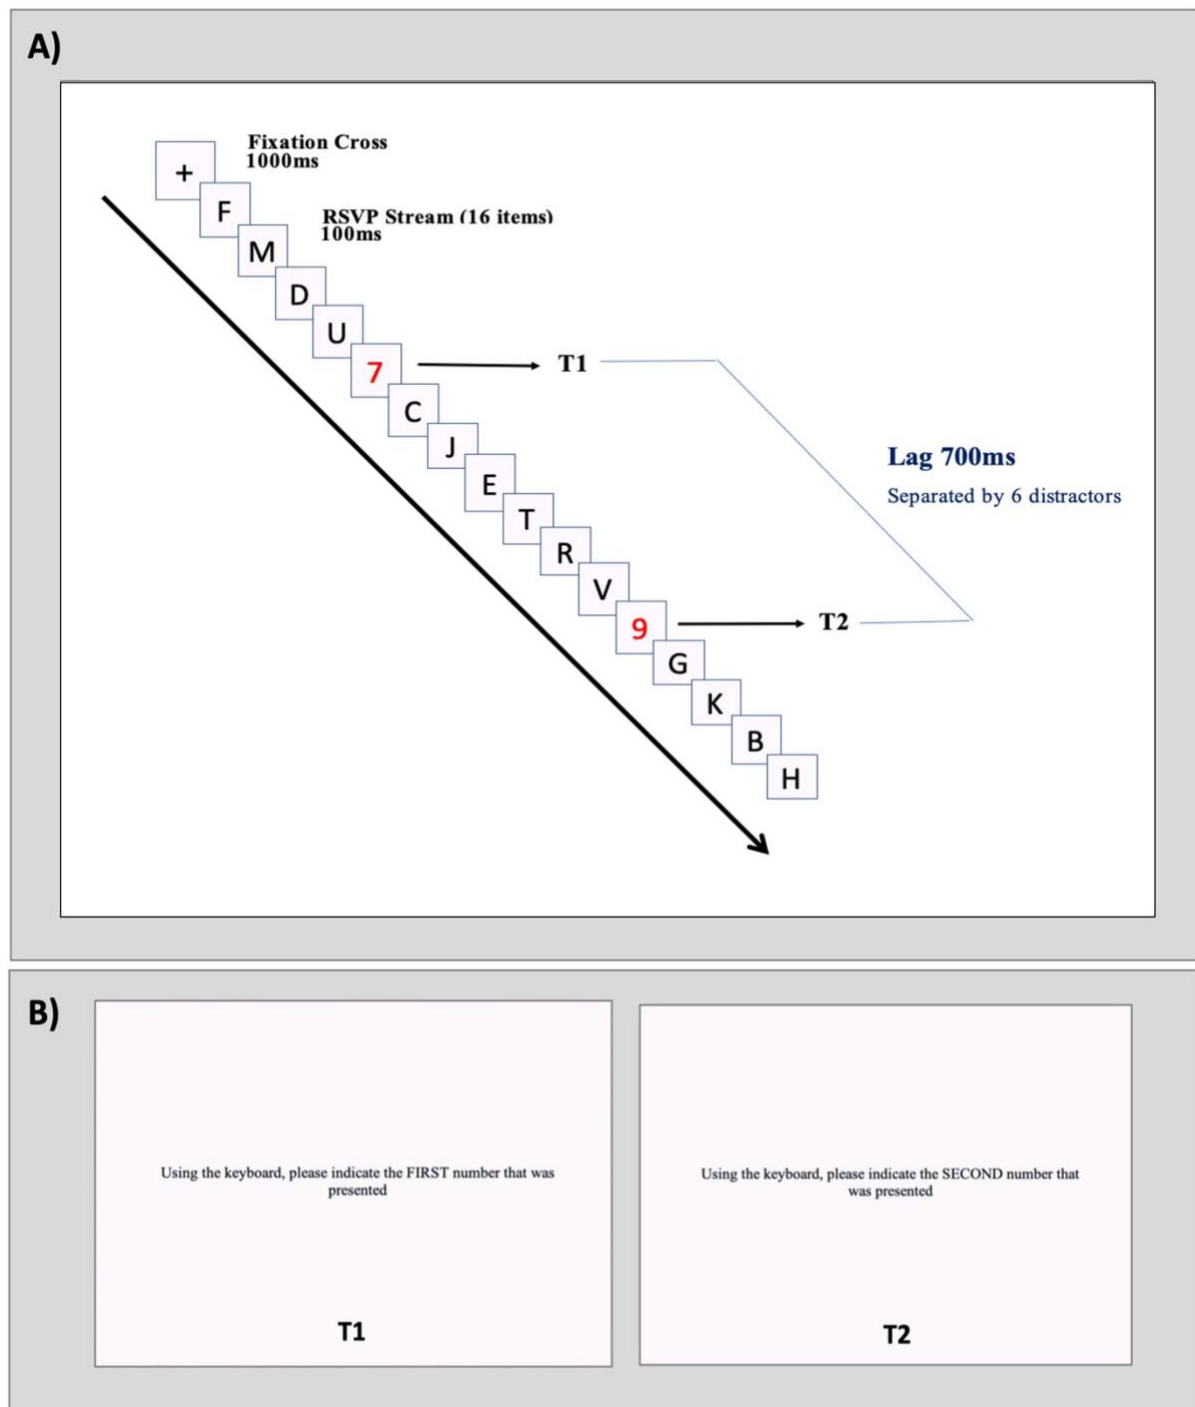 A)
Fixation Cross
1000ms
+
F
RSVP Stream (16 items)
100ms
M
D
U
7
T1
C
J
Lag 700ms
E
Separated by 6 distractors
T
R
V
9
T2
G
K
B
H
B)
Using the keyboard, please indicate the FIRST number that was
presented
T1
Using the keyboard, please indicate the SECOND number that
was presented
T2